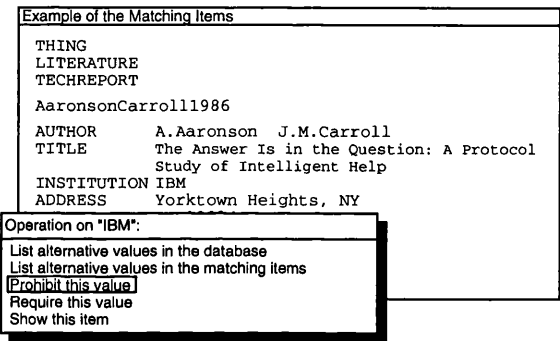 Example of the Matching Items
THING
LITERATURE
TECHREPORT
AaronsonCarroll1986
AUTHOR A.Aaronson J.M.Carroll
TITLE The Answer Is in the Question: A Protocol
Study of Intelligent Help
INSTITUTION IBM
ADDRESS Yorktown Heights, NY
Operation on "IBM":
List alternative values in the database
List alternative values in the matching items
Prohibit this value
Require this value
Show this item